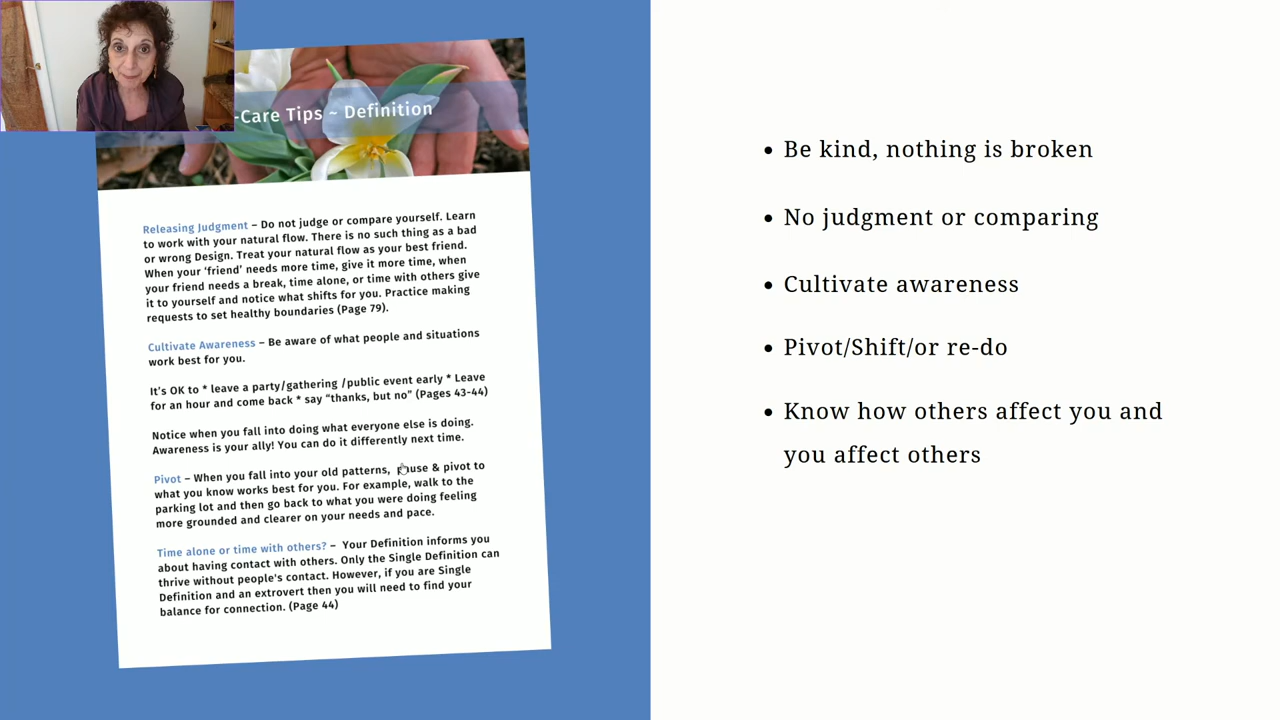 -Care Tips ~ Definition
Releasing Judgment – Do not judge or compare yourself. Learn
to work with your natural flow. There is no such thing as a bad
or wrong Design. Treat your natural flow as your best friend.
When your ‘friend’ needs more time, give it more time, when
your friend needs a break, time alone, or time with others give
it to yourself and notice what shifts for you. Practice making
requests to set healthy boundaries (Page 79).
Cultivate Awareness – Be aware of what people and situations
work best for you.
It’s OK to * leave a party/gathering /public event early * Leave
for an hour and come back * say “thanks, but no” (Pages 43-44)
Notice when you fall into doing what everyone else is doing.
Awareness is your ally! You can do it differently next time.
Pivot – When you fall into your old patterns, pause & pivot to
what you know works best for you. For example, walk to the
parking lot and then go back to what you were doing feeling
more grounded and clearer on your needs and pace.
Time alone or time with others? – Your Definition informs you
about having contact with others. Only the Single Definition can
thrive without people's contact. However, if you are Single
Definition and an extrovert then you will need to find your
balance for connection. (Page 44)
• Be kind, nothing is broken
• No judgment or comparing
• Cultivate awareness
• Pivot/Shift/or re-do
• Know how others affect you and
you affect others